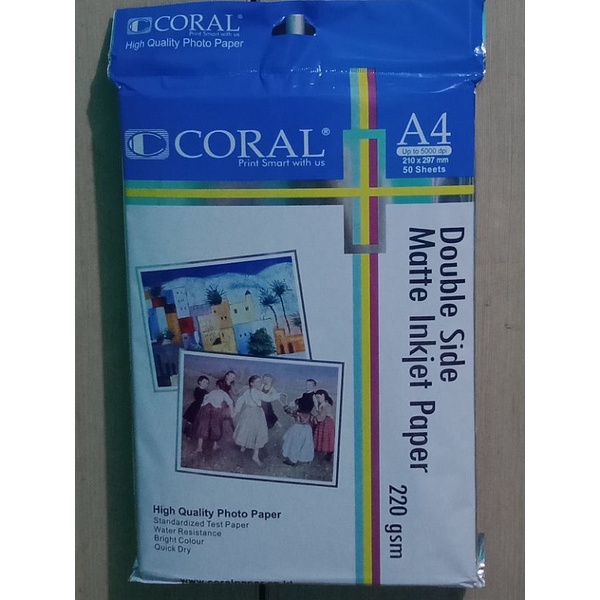 CORAL®
Print Smart with us
High Quality Photo Paper
CORAL®
Print Smart with us
A4
Up to 5000 dpi
210 x 297 mm
50 Sheets
Double Side
Matte Inkjet Paper
220 gsm
High Quality Photo Paper
Standardized Test Paper
Water Resistance
Bright Colour
Quick Dry